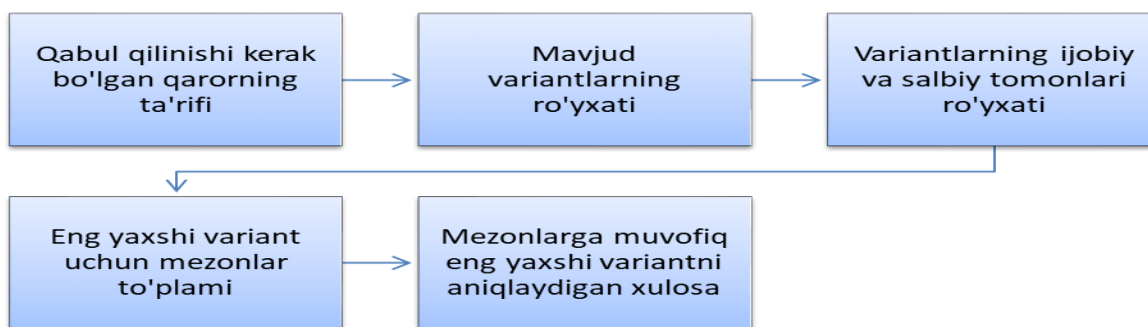 Qabul qilinishi kerak
bo'lgan qarorning
ta'rifi
Mavjud
variantlarning
ro'yxati
Variantlarning ijobiy
va salbiy tomonlari
ro'yxati
Eng yaxshi variant
uchun mezonlar
to'plami
Mezonlarga muvofiq
eng yaxshi variantni
aniqlaydigan xulosa